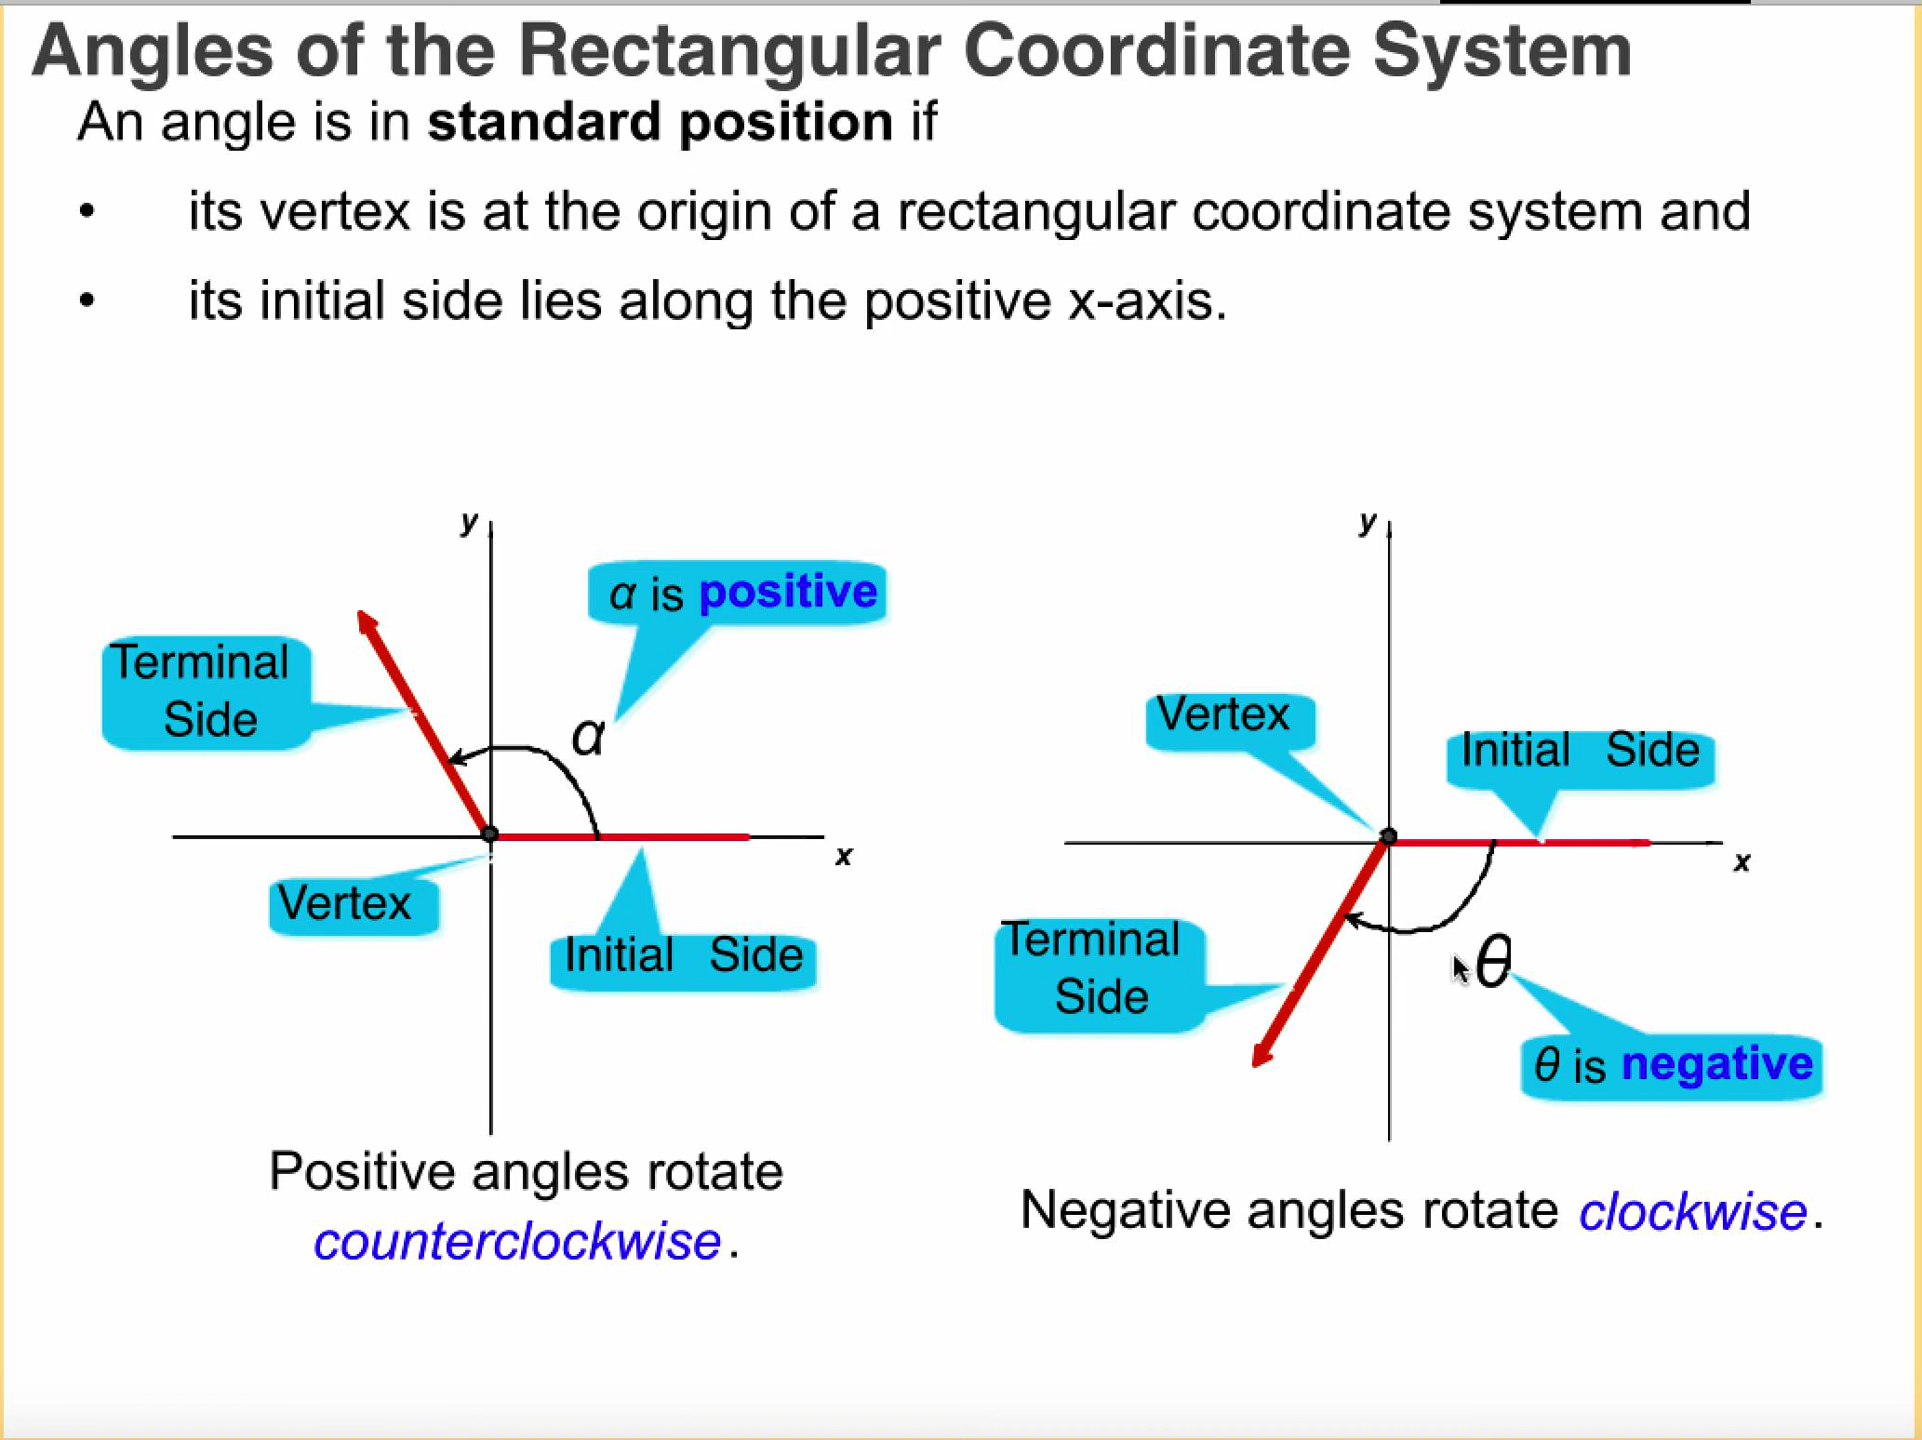 Angles of the Rectangular Coordinate System
An angle is in standard position if
• its vertex is at the origin of a rectangular coordinate system and
• its initial side lies along the positive x-axis.
y
α is positive
Terminal
Side
α
x
Vertex
Initial Side
Positive angles rotate
counterclockwise.
y
Vertex
Initial Side
x
Terminal
Side
θ
θ is negative
Negative angles rotate clockwise.